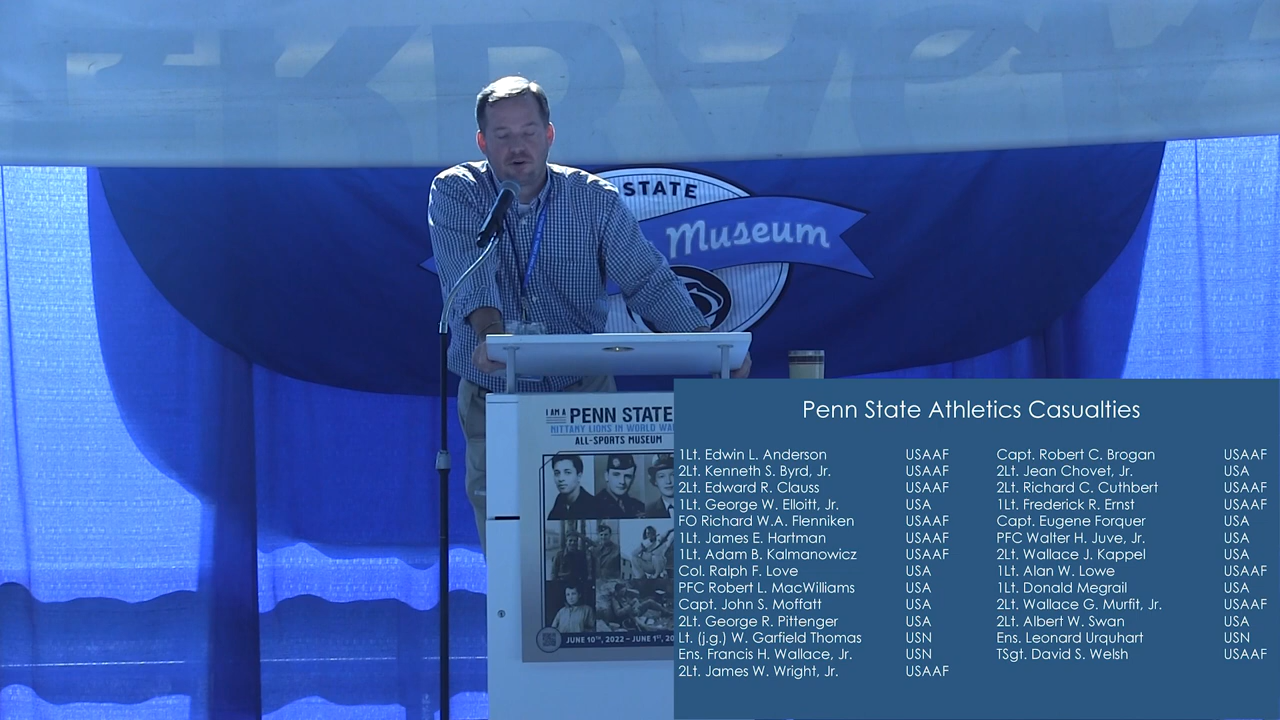 STATE
Museum
I AM A PENN STATE
NITTANY LIONS IN WORLD WAR
ALL-SPORTS MUSEUM
JUNE 10TH, 2022 – JUNE 1ST, 20
Penn State Athletics Casualties
1Lt. Edwin L. Anderson USAAF Capt. Robert C. Brogan USAAF
2Lt. Kenneth S. Byrd, Jr. USAAF 2Lt. Jean Chovet, Jr. USA
2Lt. Edward R. Clauss USAAF 2Lt. Richard C. Cuthbert USAAF
1Lt. George W. Elloitt, Jr. USA 1Lt. Frederick R. Ernst USAAF
FO Richard W.A. Flenniken USAAF Capt. Eugene Forquer USA
1Lt. James E. Hartman USAAF PFC Walter H. Juve, Jr. USA
1Lt. Adam B. Kalmanowicz USAAF 2Lt. Wallace J. Kappel USA
Col. Ralph F. Love USA 1Lt. Alan W. Lowe USAAF
PFC Robert L. MacWilliams USA 1Lt. Donald Megrail USA
Capt. John S. Moffatt USA 2Lt. Wallace G. Murfit, Jr. USAAF
2Lt. George R. Pittenger USA 2Lt. Albert W. Swan USA
Lt. (j.g.) W. Garfield Thomas USN Ens. Leonard Urquhart USN
Ens. Francis H. Wallace, Jr. USN TSgt. David S. Welsh USAAF
2Lt. James W. Wright, Jr. USAAF